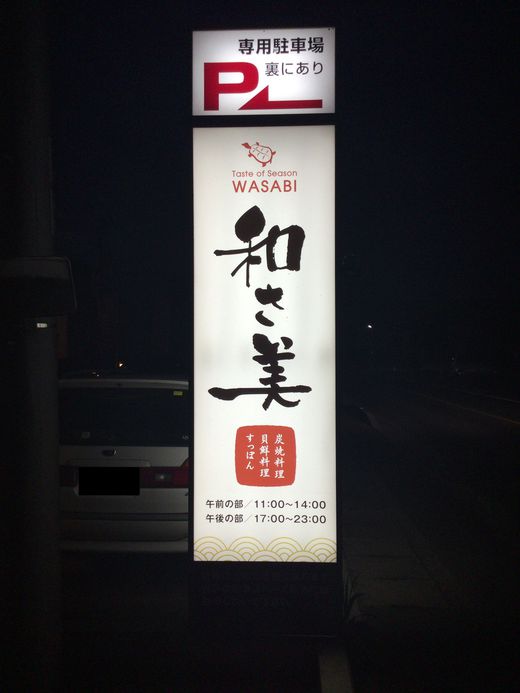 専用駐車場
P 裏にあり
Taste of Season
WASABI
和さ美
炭焼料理
貝鮮料理
すっぽん
午前の部/11:00~14:00
午後の部/17:00~23:00